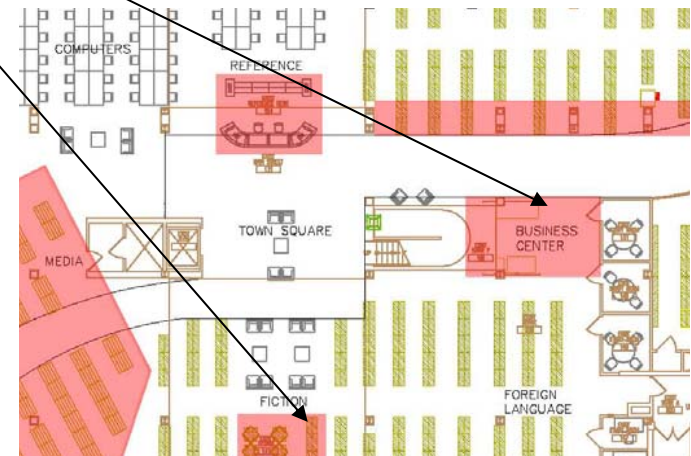 COMPUTERS
REFERENCE
TOWN SQUARE
BUSINESS
CENTER
MEDIA
FICTION
FOREIGN
LANGUAGE